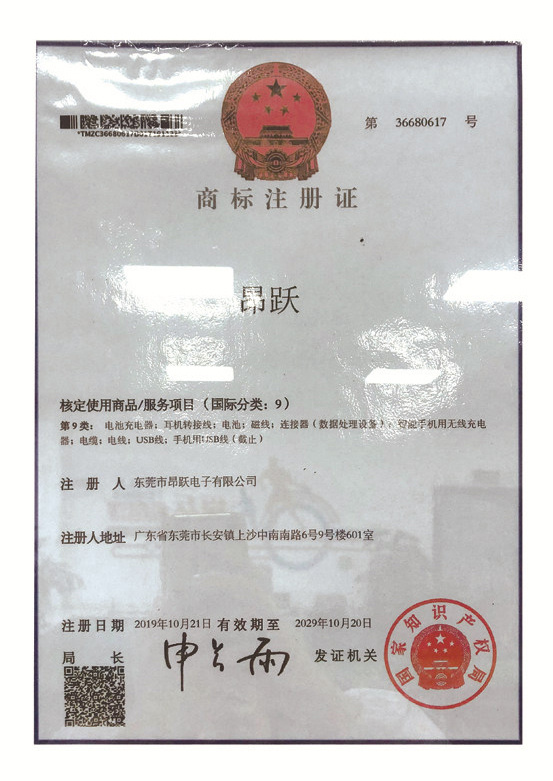 第 36680617 号
商标注册证
昂跃
核定使用商品/服务项目（国际分类：9）
第9类：电池充电器；耳机转接线；电池；磁线；连接器（数据处理设备）；智能手机用无线充电
器；电缆；电线；USB线；手机用USB线（截止）
注册人 东莞市昂跃电子有限公司
注册人地址 广东省东莞市长安镇上沙中南南路6号9号楼601室
注册日期 2019年10月21日 有效期至 2029年10月20日
局长 申长雨 发证机关
国家知识产权局